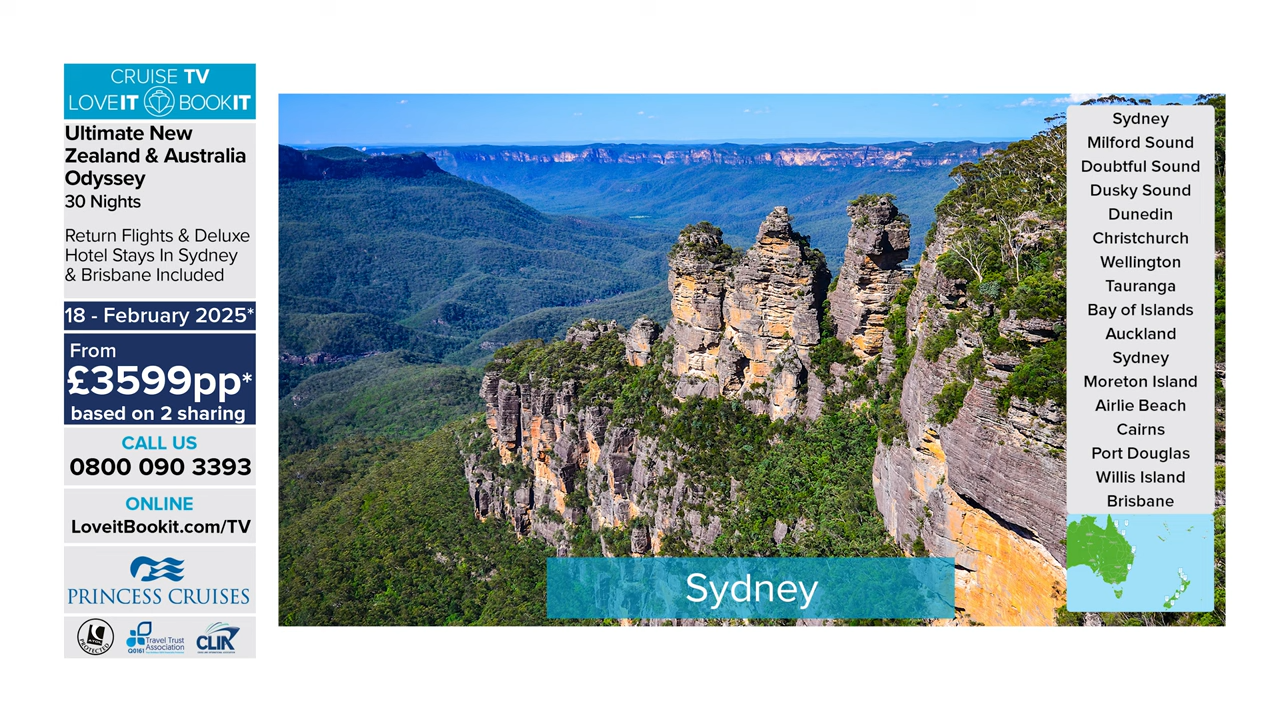 CRUISE TV
LOVEIT BOOKIT
Ultimate New
Zealand & Australia
Odyssey
30 Nights
Return Flights & Deluxe
Hotel Stays In Sydney
& Brisbane Included
18 - February 2025*
From
£3599pp*
based on 2 sharing
CALL US
0800 090 3393
ONLINE
LoveitBookit.com/TV
PRINCESS CRUISES
PROTECTED
Travel Trust
Association
Q0161
CLIA
Sydney
Sydney
Milford Sound
Doubtful Sound
Dusky Sound
Dunedin
Christchurch
Wellington
Tauranga
Bay of Islands
Auckland
Sydney
Moreton Island
Airlie Beach
Cairns
Port Douglas
Willis Island
Brisbane